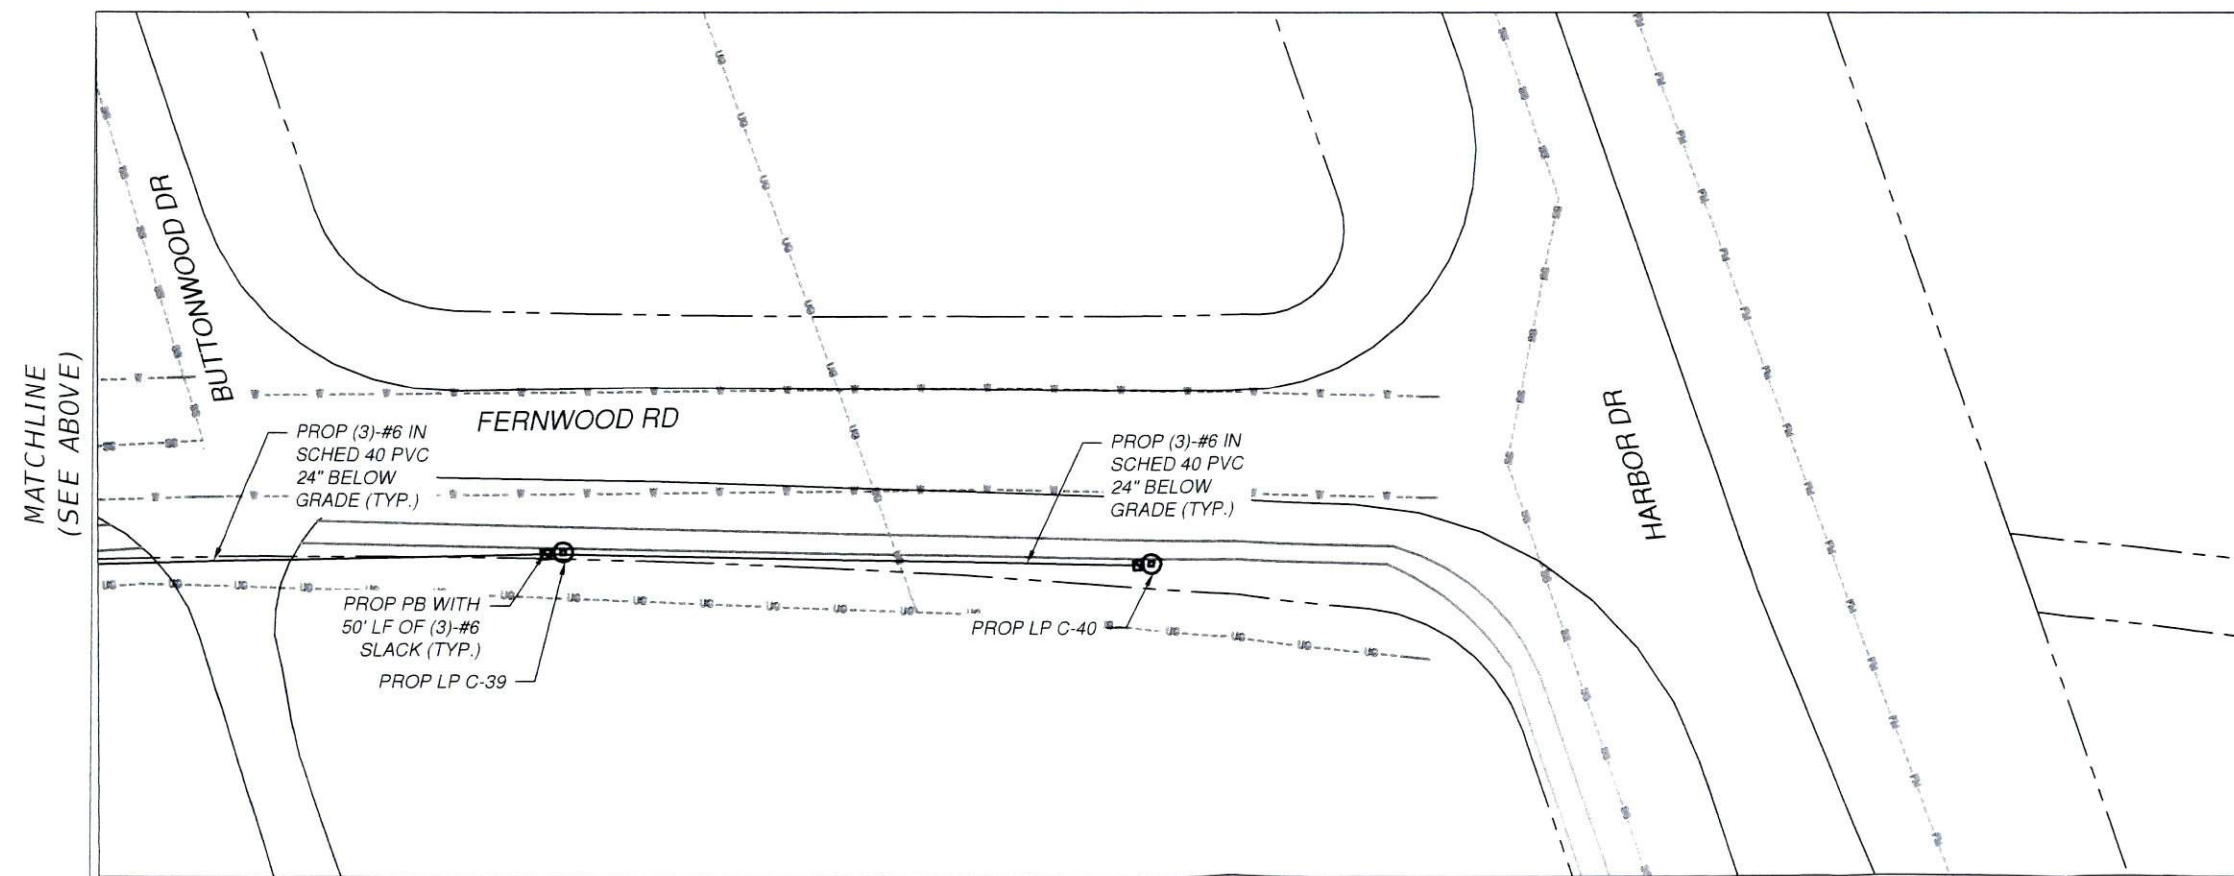 MATCHLINE
(SEE ABOVE)
BUTTONWOOD DR
FERNWOOD RD
HARBOR DR
PROP (3)-#6 IN
SCHED 40 PVC
24" BELOW
GRADE (TYP.)
PROP (3)-#6 IN
SCHED 40 PVC
24" BELOW
GRADE (TYP.)
PROP PB WITH
50' LF OF (3)-#6
SLACK (TYP.)
PROP LP C-39
PROP LP C-40